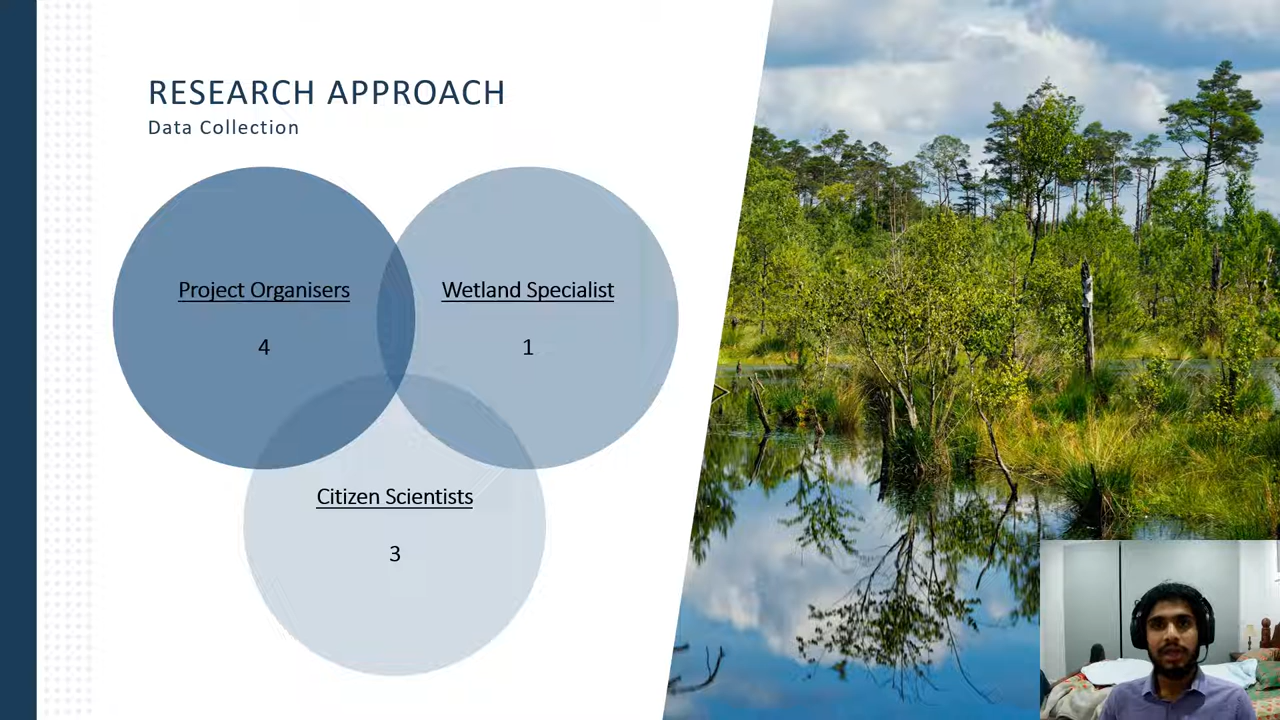 RESEARCH APPROACH
Data Collection
Project Organisers
4
Wetland Specialist
1
Citizen Scientists
3